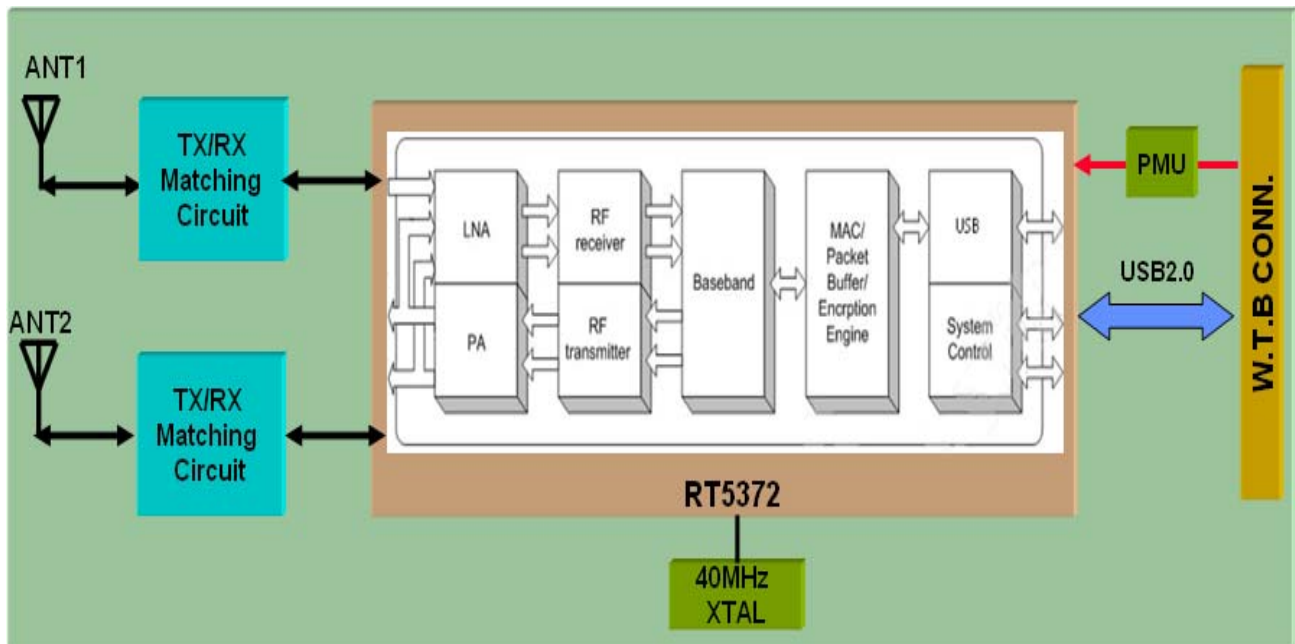 ANT1
TX/RX
Matching
Circuit
ANT2
TX/RX
Matching
Circuit
LNA
PA
RF
receiver
RF
transmitter
Baseband
MAC/
Packet
Buffer/
Encrption
Engine
USB
System
Control
RT5372
40MHz
XTAL
PMU
USB2.0
W.T.B CONN.